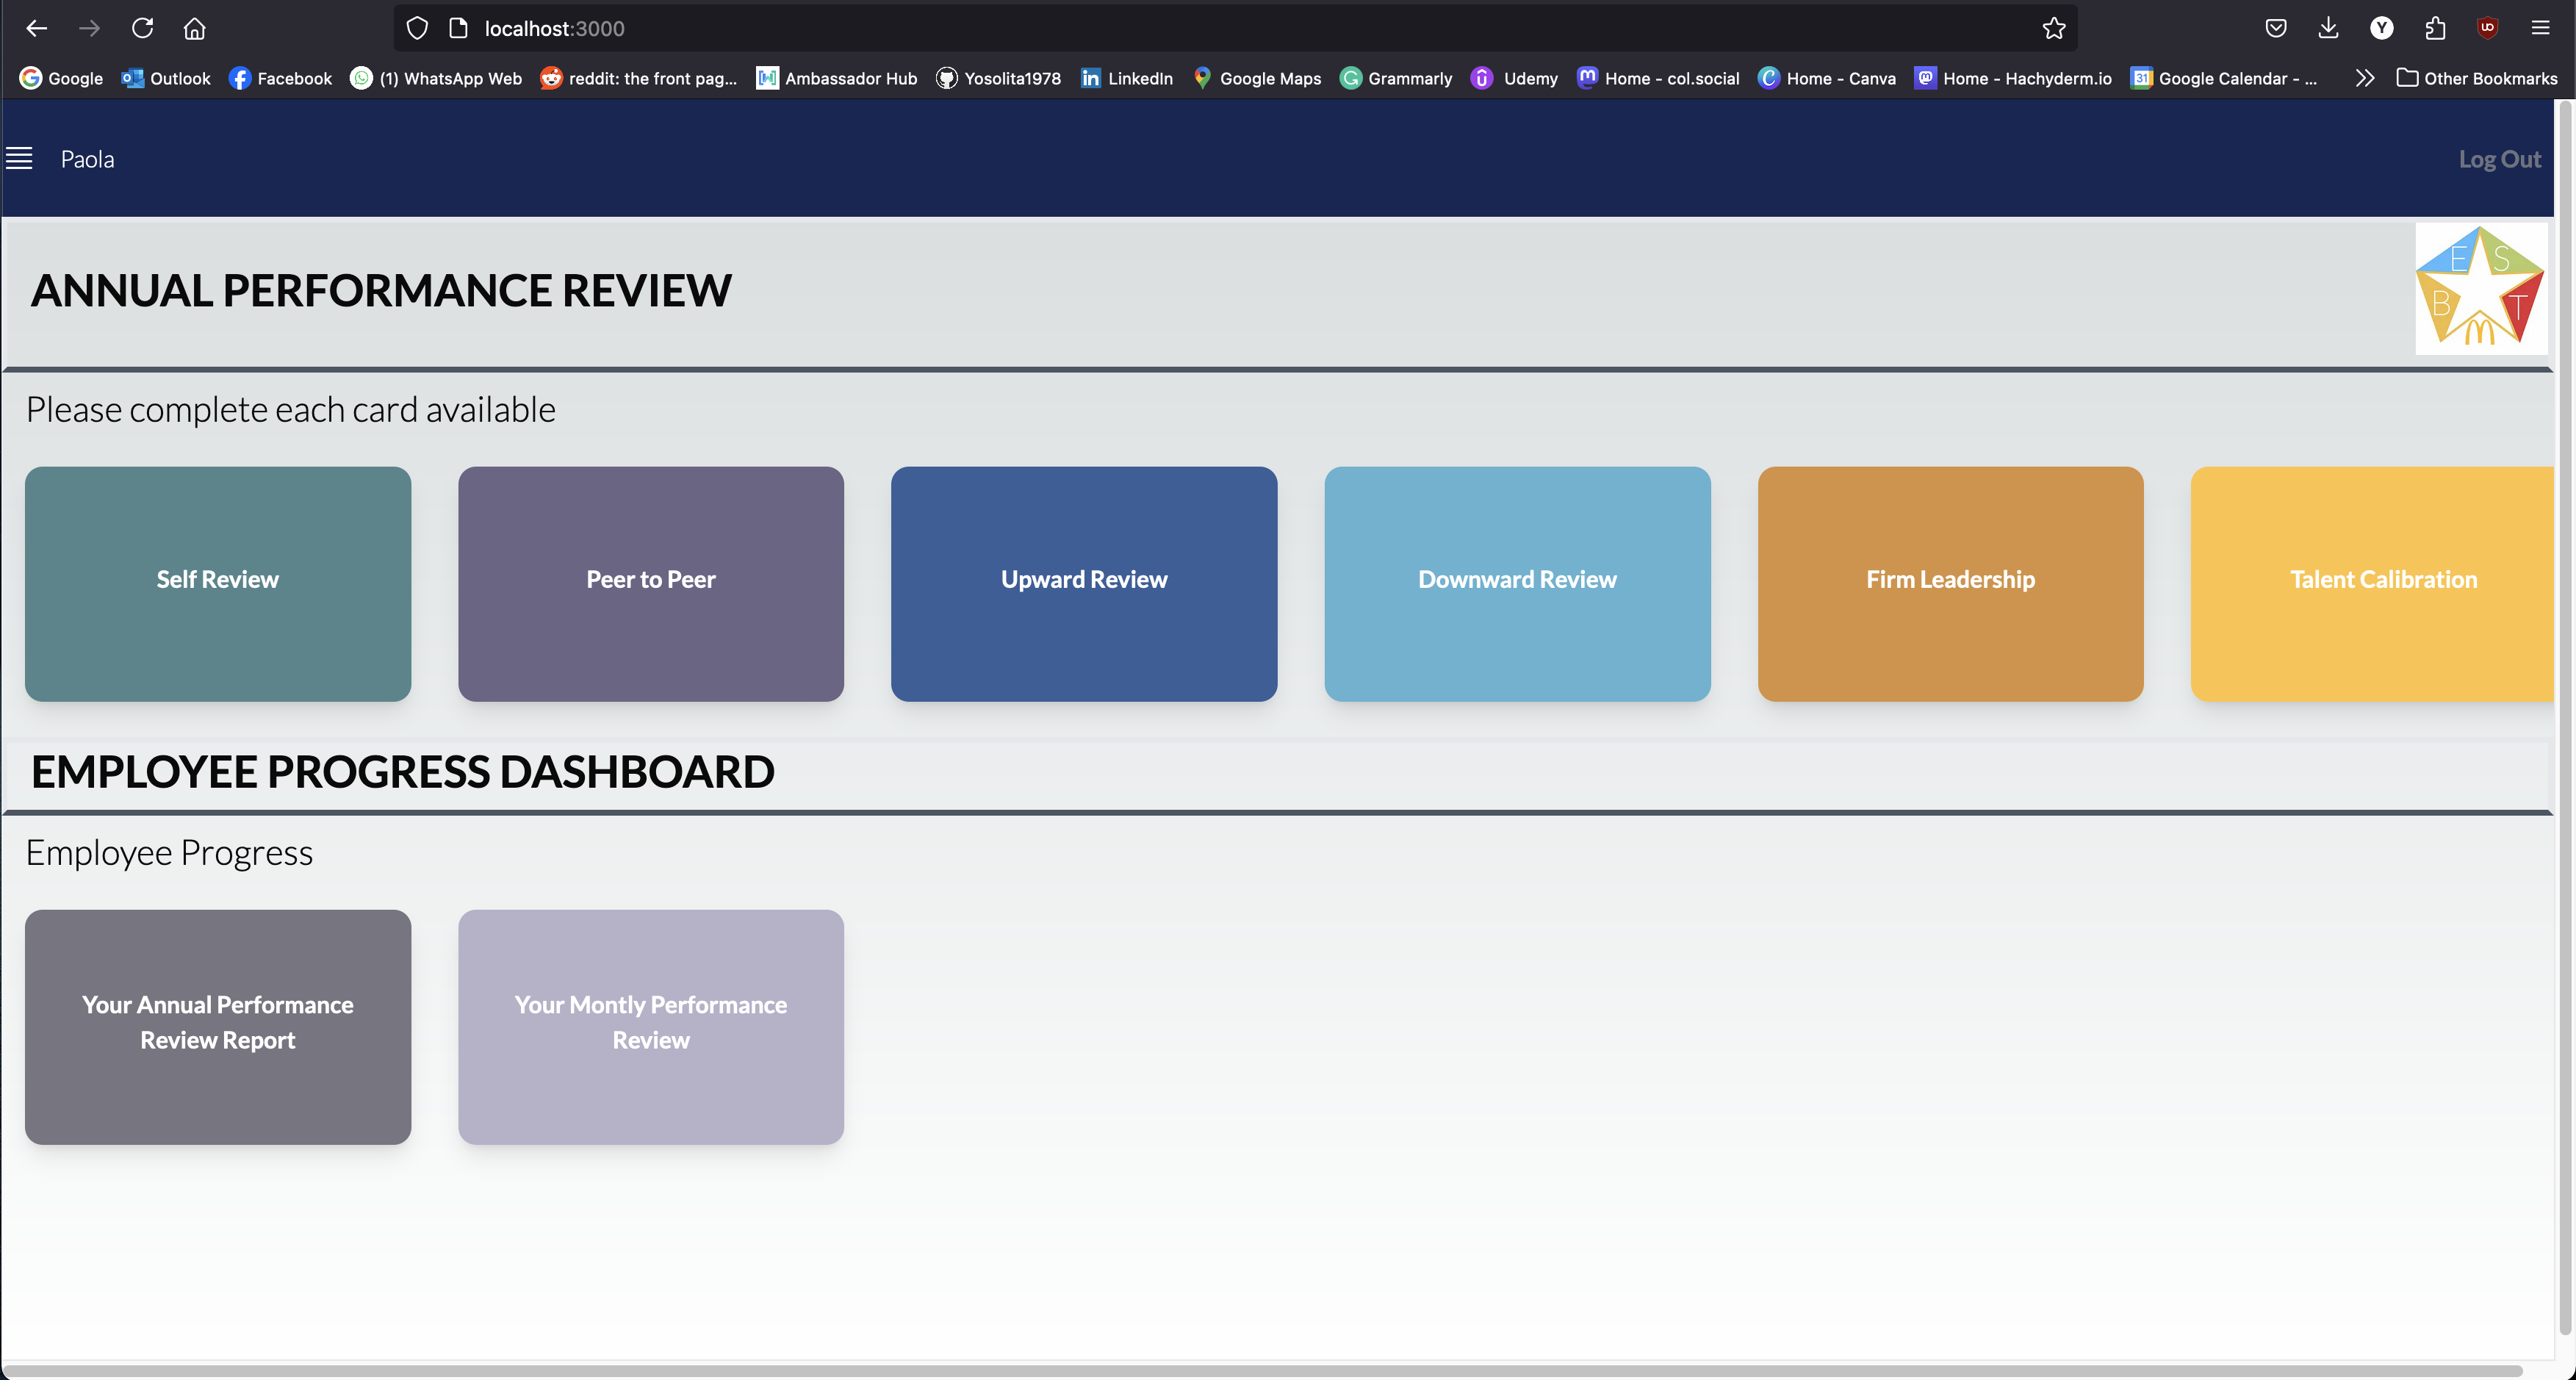 localhost:3000
Google Outlook Facebook (1) WhatsApp Web reddit: the front pag... Ambassador Hub Yosolita1978 LinkedIn Google Maps Grammarly Udemy Home - col.social Home - Canva Home - Hachyderm.io Google Calendar - ... Other Bookmarks
Paola Log Out
ANNUAL PERFORMANCE REVIEW
E S
B T
m
Please complete each card available
Self Review Peer to Peer Upward Review Downward Review Firm Leadership Talent Calibration
EMPLOYEE PROGRESS DASHBOARD
Employee Progress
Your Annual Performance
Review Report
Your Montly Performance
Review